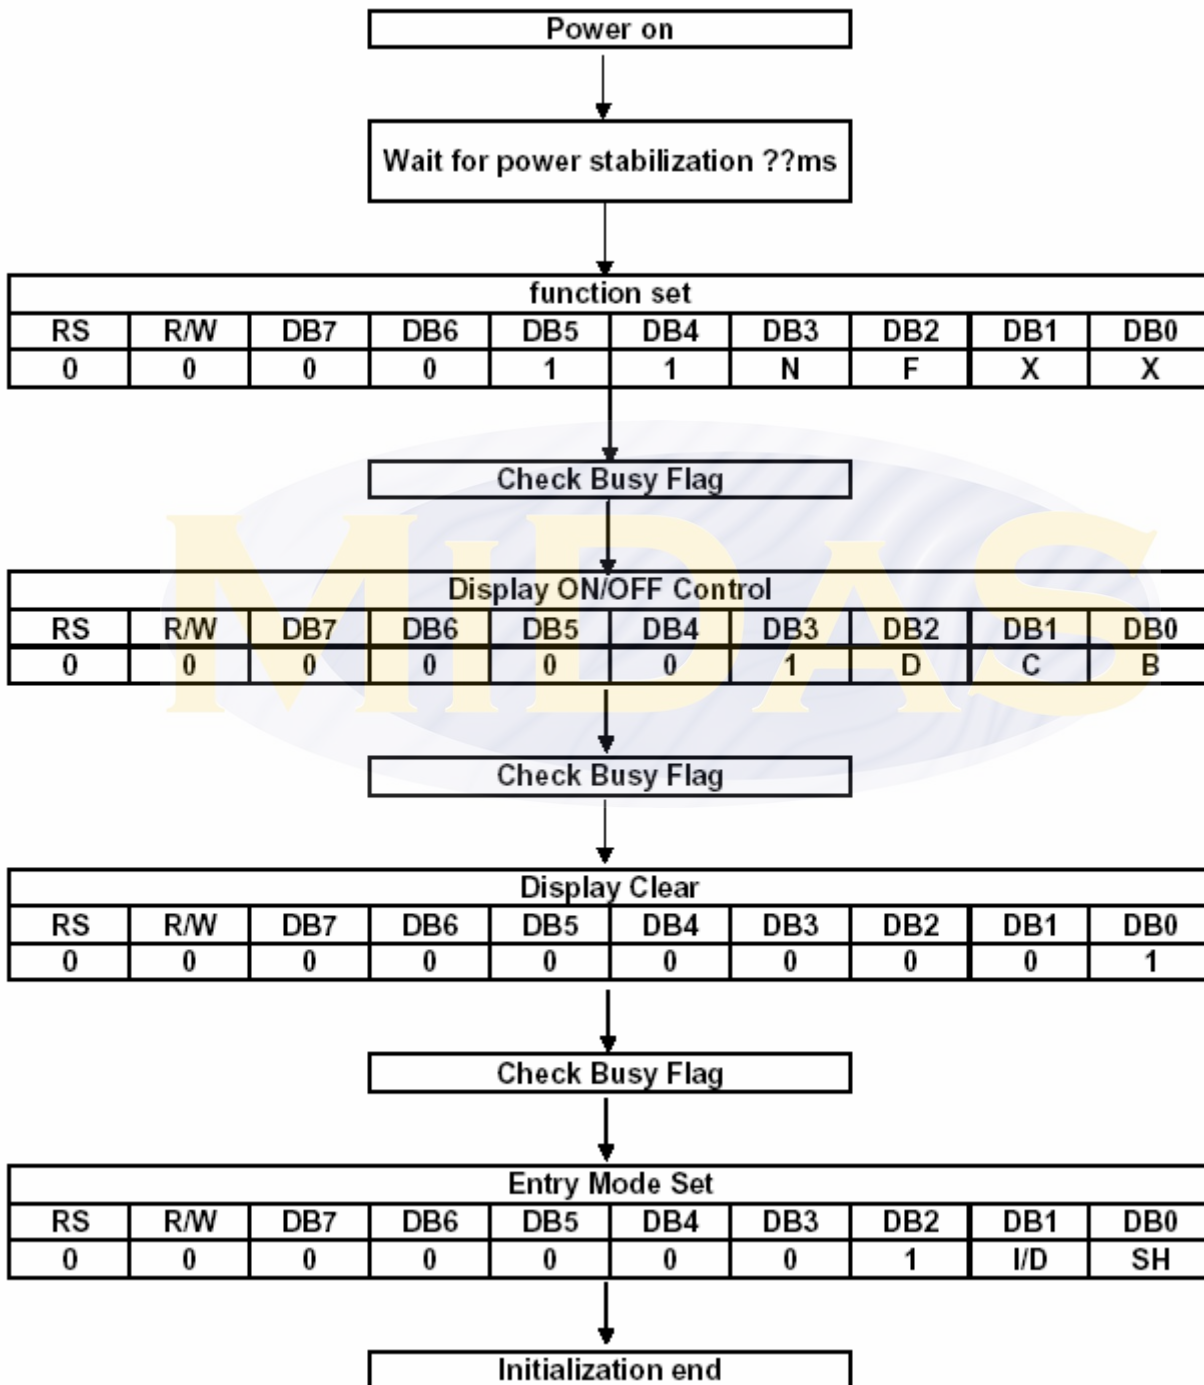 Power on
Wait for power stabilization ??ms
function set
RS R/W DB7 DB6 DB5 DB4 DB3 DB2 DB1 DB0
0 0 0 0 1 1 N F X X
Check Busy Flag
Display ON/OFF Control
RS R/W DB7 DB6 DB5 DB4 DB3 DB2 DB1 DB0
0 0 0 0 0 0 1 D C B
Check Busy Flag
Display Clear
RS R/W DB7 DB6 DB5 DB4 DB3 DB2 DB1 DB0
0 0 0 0 0 0 0 0 0 1
Check Busy Flag
Entry Mode Set
RS R/W DB7 DB6 DB5 DB4 DB3 DB2 DB1 DB0
0 0 0 0 0 0 0 1 I/D SH
Initialization end
MIDAS